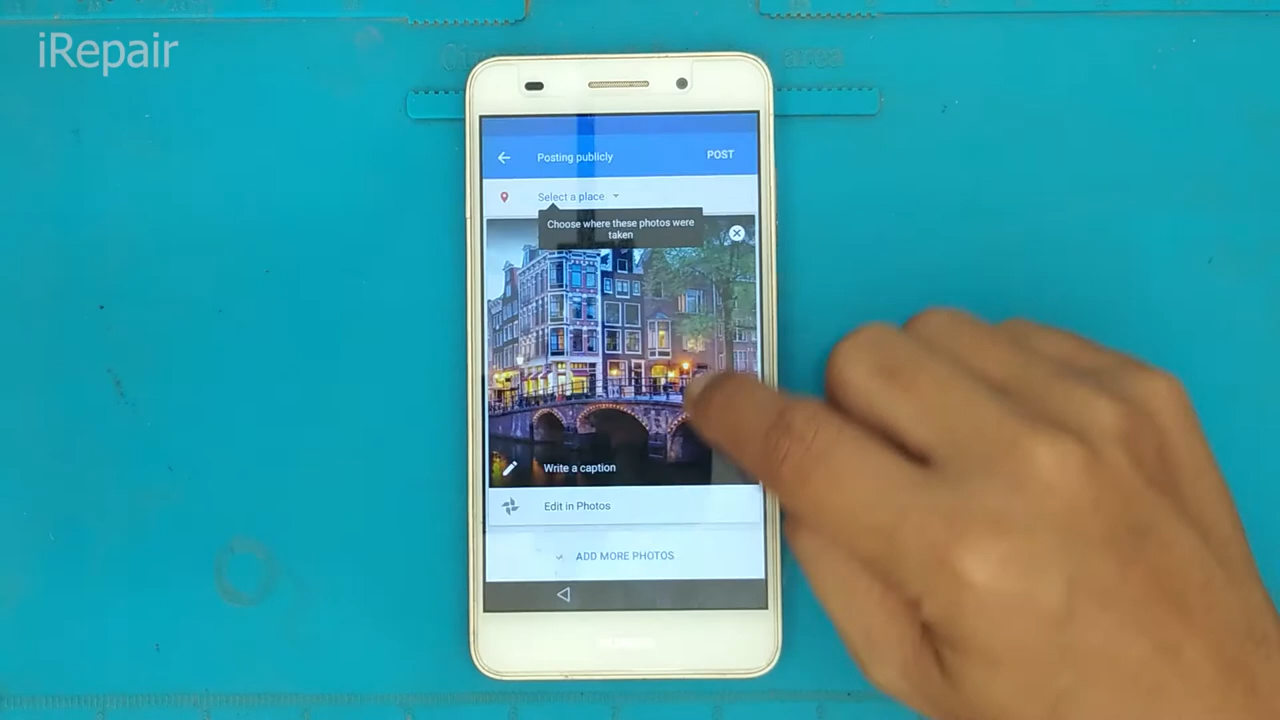 iRepair
area
Posting publicly
POST
Select a place
Choose where these photos were
taken
Write a caption
Edit in Photos
ADD MORE PHOTOS